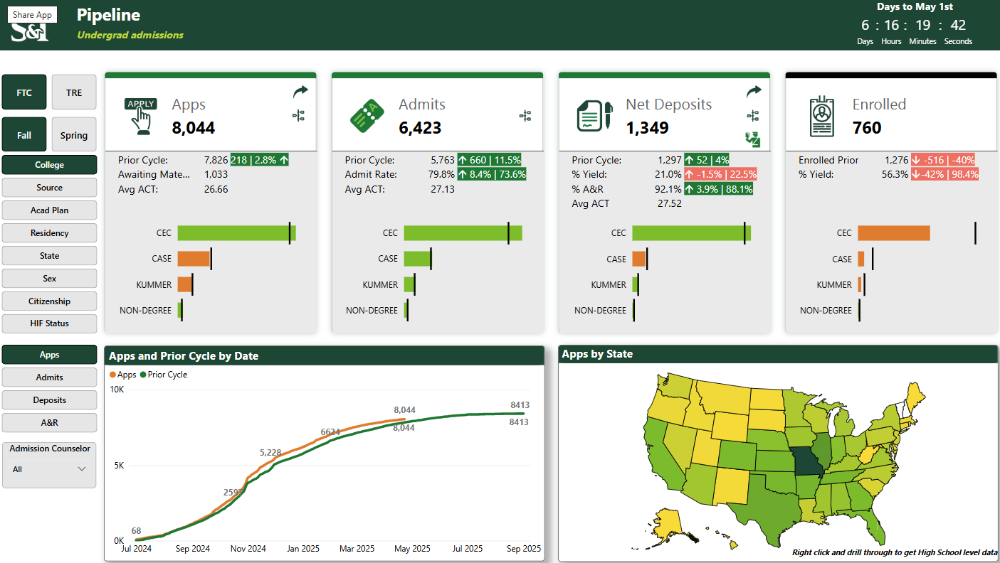 Share App
S&T
Pipeline
Undergrad admissions
Days to May 1st
6 : 16 : 19 : 42
Days Hours Minutes Seconds
FTC TRE
Fall Spring
College
Source
Acad Plan
Residency
State
Sex
Citizenship
HIF Status
Apps
Admits
Deposits
A&R
Admission Counselor
All
APPLY
Apps
8,044
Prior Cycle: 7,826 218 | 2.8% ↑
Awaiting Mate... 1,033
Avg ACT: 26.66
CEC
CASE
KUMMER
NON-DEGREE
A
Admits
6,423
Prior Cycle: 5,763 ↑ 660 | 11.5%
Admit Rate: 79.8% ↑ 8.4% | 73.6%
Avg ACT: 27.13
CEC
CASE
KUMMER
NON-DEGREE
Net Deposits
1,349
Prior Cycle: 1,297 ↑ 52 | 4%
% Yield: 21.0% ↑ -1.5% | 22.5%
% A&R 92.1% ↑ 3.9% | 88.1%
Avg ACT 27.52
CEC
CASE
KUMMER
NON-DEGREE
Enrolled
760
Enrolled Prior 1,276 ↓ -516 | -40%
% Yield: 56.3% ↓ -42% | 98.4%
CEC
CASE
KUMMER
NON-DEGREE
Apps and Prior Cycle by Date
Apps Prior Cycle
10K
5K
0K
68
2597
5,228
6624
8,044
8,044
8413
8413
Jul 2024 Sep 2024 Nov 2024 Jan 2025 Mar 2025 May 2025 Jul 2025 Sep 2025
Apps by State
Right click and drill through to get High School level data